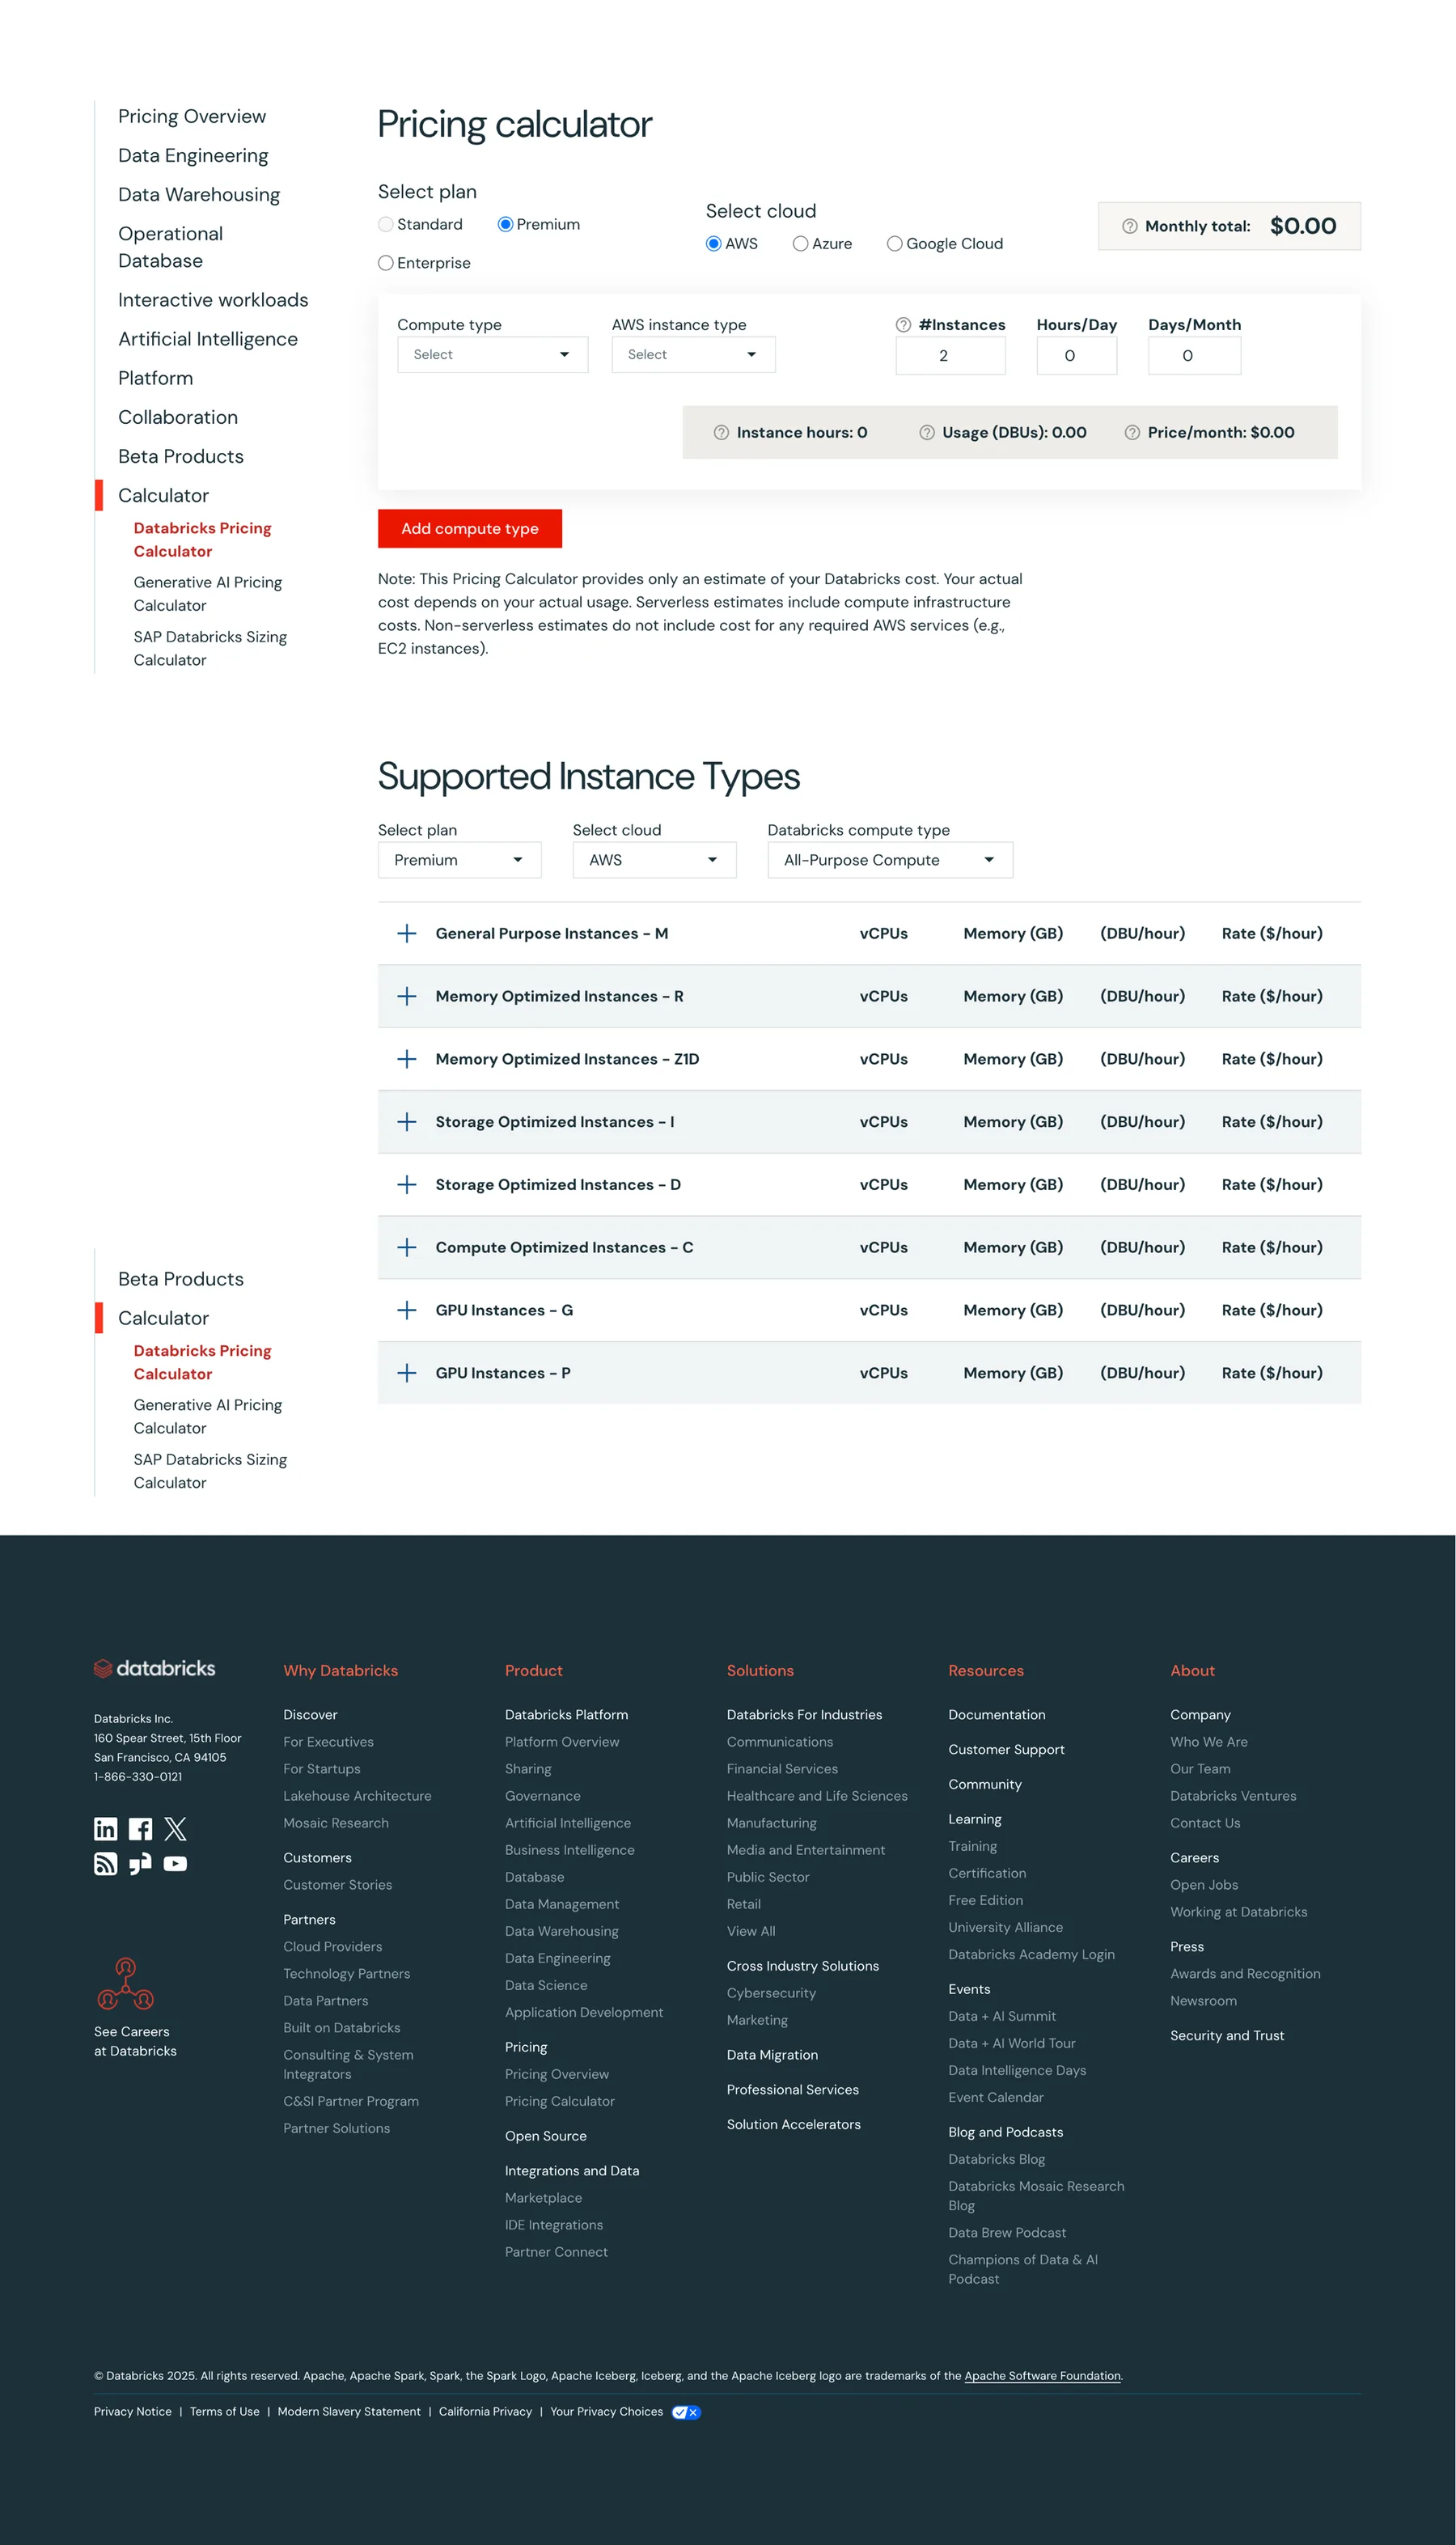 Pricing Overview
Data Engineering
Data Warehousing
Operational
Database
Interactive workloads
Artificial Intelligence
Platform
Collaboration
Beta Products
Calculator
Databricks Pricing
Calculator
Generative AI Pricing
Calculator
SAP Databricks Sizing
Calculator
Pricing calculator
Select plan
Standard Premium
Enterprise
Select cloud
AWS Azure Google Cloud
Monthly total: $0.00
Compute type AWS instance type #Instances Hours/Day Days/Month
Select Select 2 0 0
Instance hours: 0 Usage (DBUs): 0.00 Price/month: $0.00
Add compute type
Note: This Pricing Calculator provides only an estimate of your Databricks cost. Your actual
cost depends on your actual usage. Serverless estimates include compute infrastructure
costs. Non-serverless estimates do not include cost for any required AWS services (e.g.,
EC2 instances).
Supported Instance Types
Select plan Select cloud Databricks compute type
Premium AWS All-Purpose Compute
General Purpose Instances - M vCPUs Memory (GB) (DBU/hour) Rate ($/hour)
Memory Optimized Instances - R vCPUs Memory (GB) (DBU/hour) Rate ($/hour)
Memory Optimized Instances - Z1D vCPUs Memory (GB) (DBU/hour) Rate ($/hour)
Storage Optimized Instances - I vCPUs Memory (GB) (DBU/hour) Rate ($/hour)
Storage Optimized Instances - D vCPUs Memory (GB) (DBU/hour) Rate ($/hour)
Compute Optimized Instances - C vCPUs Memory (GB) (DBU/hour) Rate ($/hour)
GPU Instances - G vCPUs Memory (GB) (DBU/hour) Rate ($/hour)
GPU Instances - P vCPUs Memory (GB) (DBU/hour) Rate ($/hour)
Beta Products
Calculator
Databricks Pricing
Calculator
Generative AI Pricing
Calculator
SAP Databricks Sizing
Calculator
databricks
Databricks Inc.
160 Spear Street, 15th Floor
San Francisco, CA 94105
1-866-330-0121
See Careers
at Databricks
Why Databricks
Discover
For Executives
For Startups
Lakehouse Architecture
Mosaic Research
Customers
Customer Stories
Partners
Cloud Providers
Technology Partners
Data Partners
Built on Databricks
Consulting & System
Integrators
C&SI Partner Program
Partner Solutions
Product
Databricks Platform
Platform Overview
Sharing
Governance
Artificial Intelligence
Business Intelligence
Database
Data Management
Data Warehousing
Data Engineering
Data Science
Application Development
Pricing
Pricing Overview
Pricing Calculator
Open Source
Integrations and Data
Marketplace
IDE Integrations
Partner Connect
Solutions
Databricks For Industries
Communications
Financial Services
Healthcare and Life Sciences
Manufacturing
Media and Entertainment
Public Sector
Retail
View All
Cross Industry Solutions
Cybersecurity
Marketing
Data Migration
Professional Services
Solution Accelerators
Resources
Documentation
Customer Support
Community
Learning
Training
Certification
Free Edition
University Alliance
Databricks Academy Login
Events
Data + AI Summit
Data + AI World Tour
Data Intelligence Days
Event Calendar
Blog and Podcasts
Databricks Blog
Databricks Mosaic Research
Blog
Data Brew Podcast
Champions of Data & AI
Podcast
About
Company
Who We Are
Our Team
Databricks Ventures
Contact Us
Careers
Open Jobs
Working at Databricks
Press
Awards and Recognition
Newsroom
Security and Trust
© Databricks 2025. All rights reserved. Apache, Apache Spark, Spark, the Spark Logo, Apache Iceberg, Iceberg, and the Apache Iceberg logo are trademarks of the Apache Software Foundation.
Privacy Notice | Terms of Use | Modern Slavery Statement | California Privacy | Your Privacy Choices